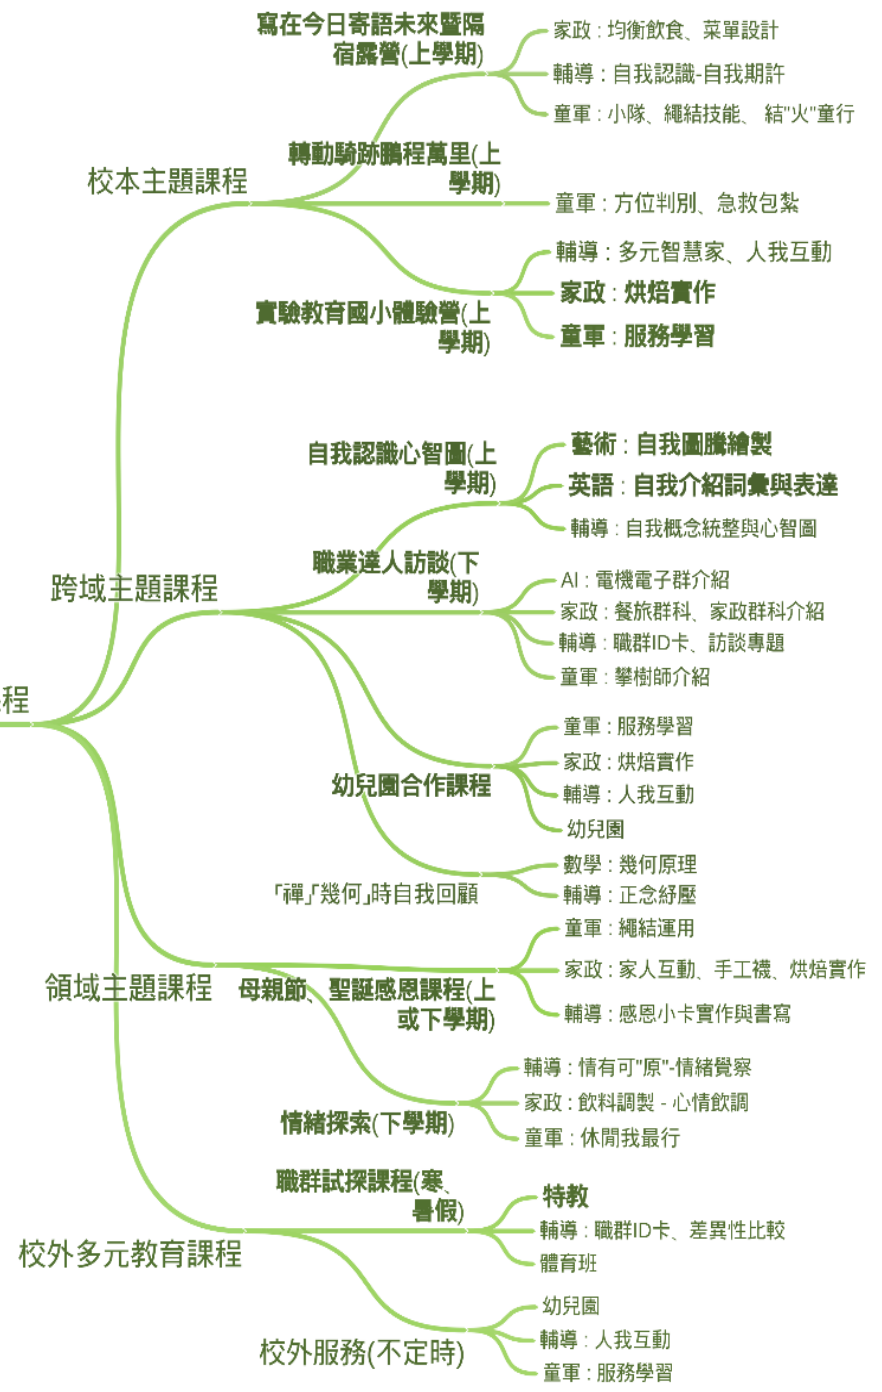 寫在今日寄語未來暨隔
宿露營(上學期)
家政 : 均衡飲食、菜單設計
輔導 : 自我認識-自我期許
童軍 : 小隊、繩結技能、 結"火"童行
校本主題課程
轉動騎跡鵬程萬里(上
學期)
童軍 : 方位判別、急救包紮
實驗教育國小體驗營(上
學期)
輔導 : 多元智慧家、人我互動
家政 : 烘焙實作
童軍 : 服務學習
跨域主題課程
自我認識心智圖(上
學期)
藝術 : 自我圖騰繪製
英語 : 自我介紹詞彙與表達
輔導 : 自我概念統整與心智圖
職業達人訪談(下
學期)
AI : 電機電子群介紹
家政 : 餐旅群科、家政群科介紹
輔導 : 職群ID卡、訪談專題
童軍 : 攀樹師介紹
程
幼兒園合作課程
童軍 : 服務學習
家政 : 烘焙實作
輔導 : 人我互動
幼兒園
「禪」「幾何」時自我回顧
數學 : 幾何原理
輔導 : 正念紓壓
領域主題課程
母親節、聖誕感恩課程(上
或下學期)
童軍 : 繩結運用
家政 : 家人互動、手工襪、烘焙實作
輔導 : 感恩小卡實作與書寫
情緒探索(下學期)
輔導 : 情有可"原"-情緒覺察
家政 : 飲料調製 - 心情飲調
童軍 : 休閒我最行
校外多元教育課程
職群試探課程(寒、
暑假)
特教
輔導 : 職群ID卡、差異性比較
體育班
校外服務(不定時)
幼兒園
輔導 : 人我互動
童軍 : 服務學習